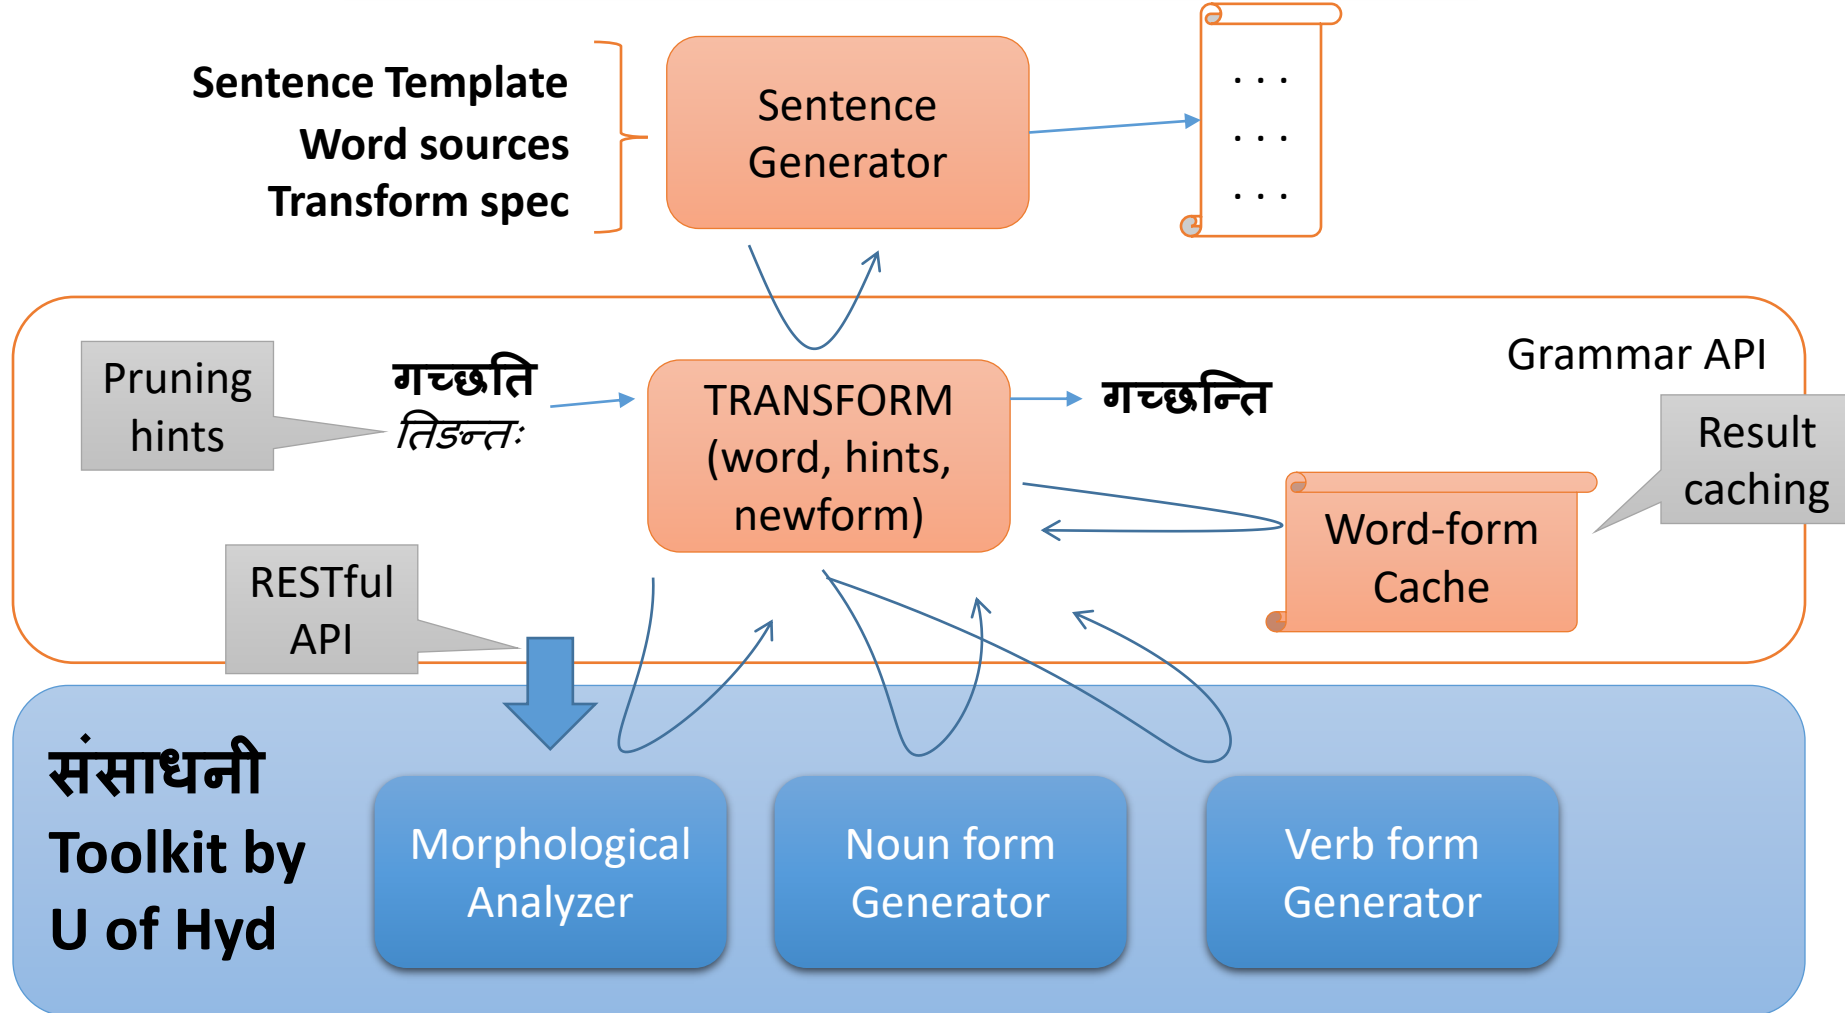 Sentence Template
Word sources
Transform spec
Sentence
Generator
. . .
. . .
. . .
Grammar API
Pruning
hints
गच्छति
तिङन्तः
TRANSFORM
(word, hints,
newform)
गच्छन्ति
Result
caching
Word-form
Cache
RESTful
API
संसाधनी
Toolkit by
U of Hyd
Morphological
Analyzer
Noun form
Generator
Verb form
Generator